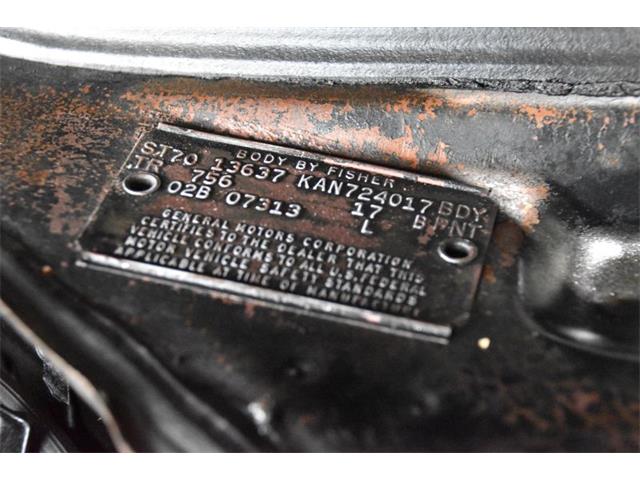 BODY BY FISHER
ST70 13637 KAN724017 BDY
TR 756 17 B PNT
02B 07313 L
GENERAL MOTORS CORPORATION
CERTIFIES TO THE DEALER THAT THIS
VEHICLE CONFORMS TO ALL U.S. FEDERAL
MOTOR VEHICLE SAFETY STANDARDS
APPLICABLE AT TIME OF MANUFACTURE